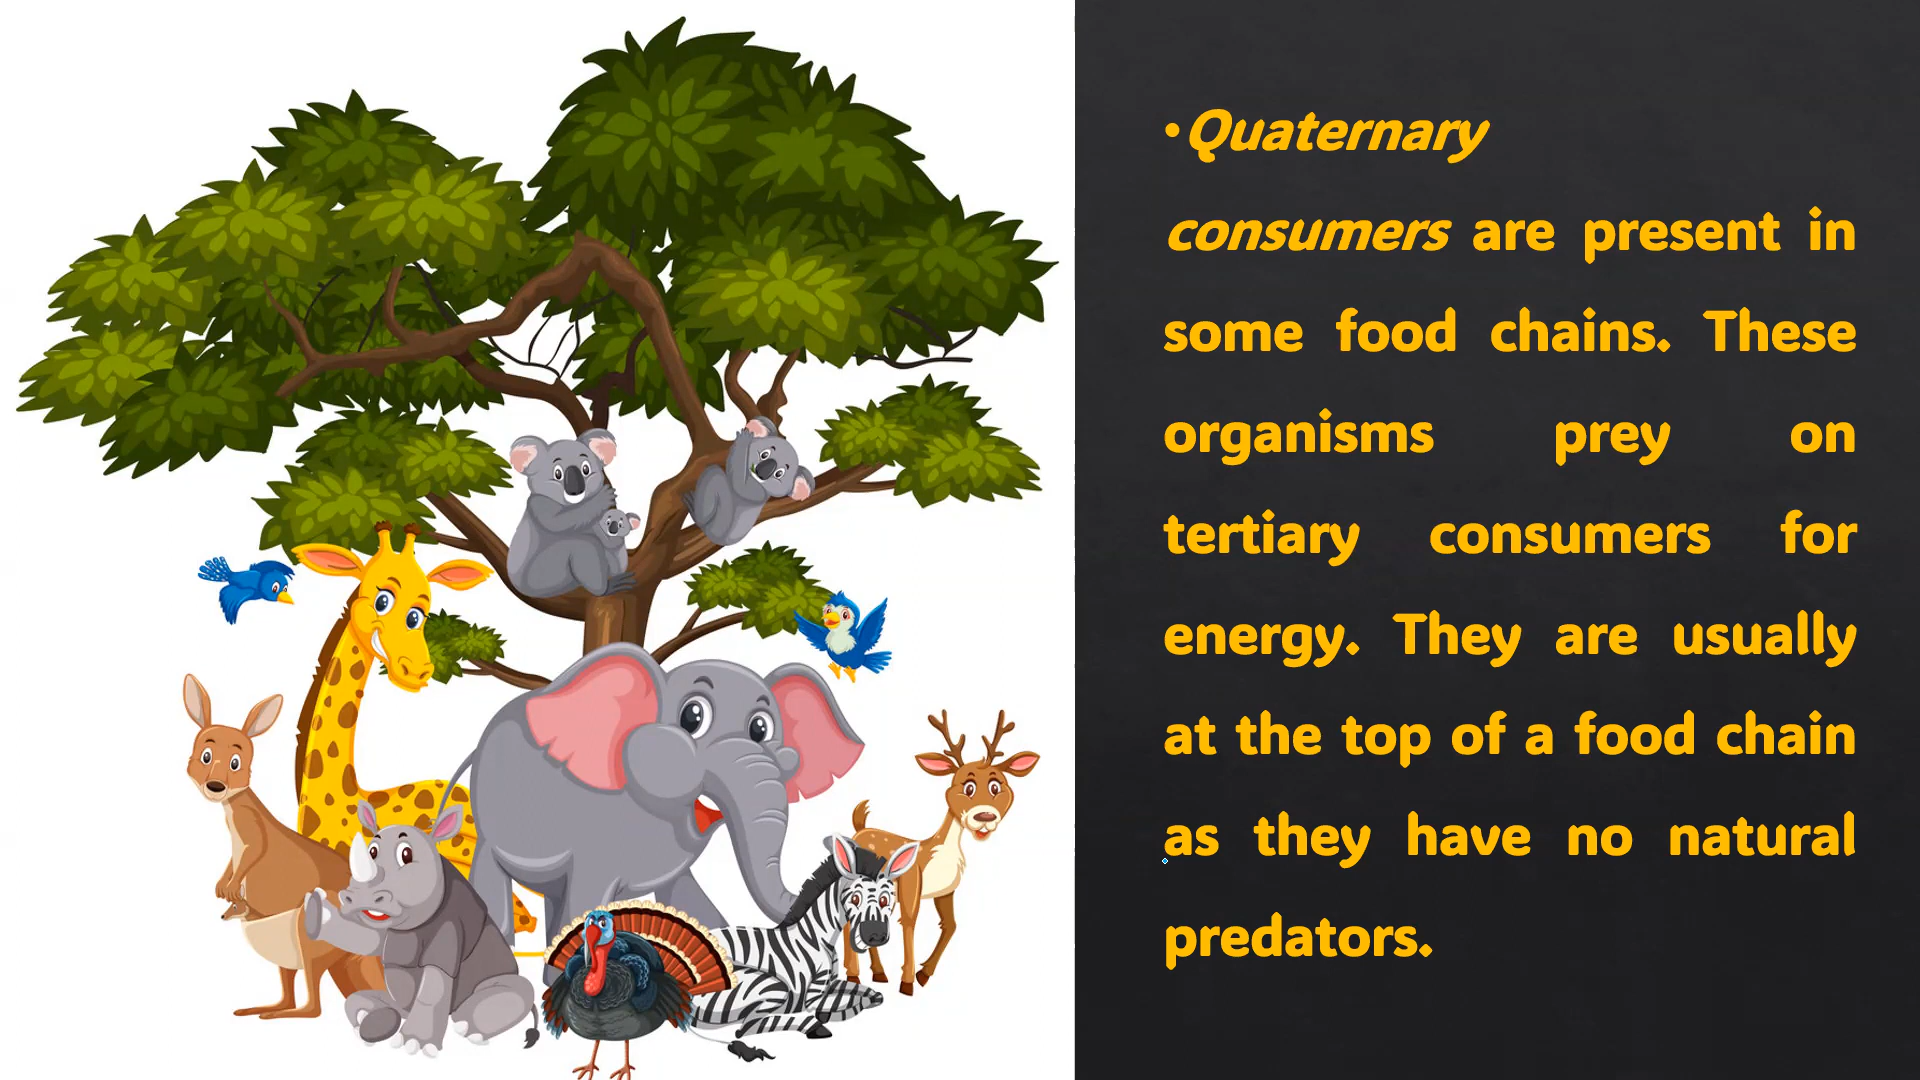 •Quaternary
consumers are present in
some food chains. These
organisms prey on
tertiary consumers for
energy. They are usually
at the top of a food chain
as they have no natural
predators.